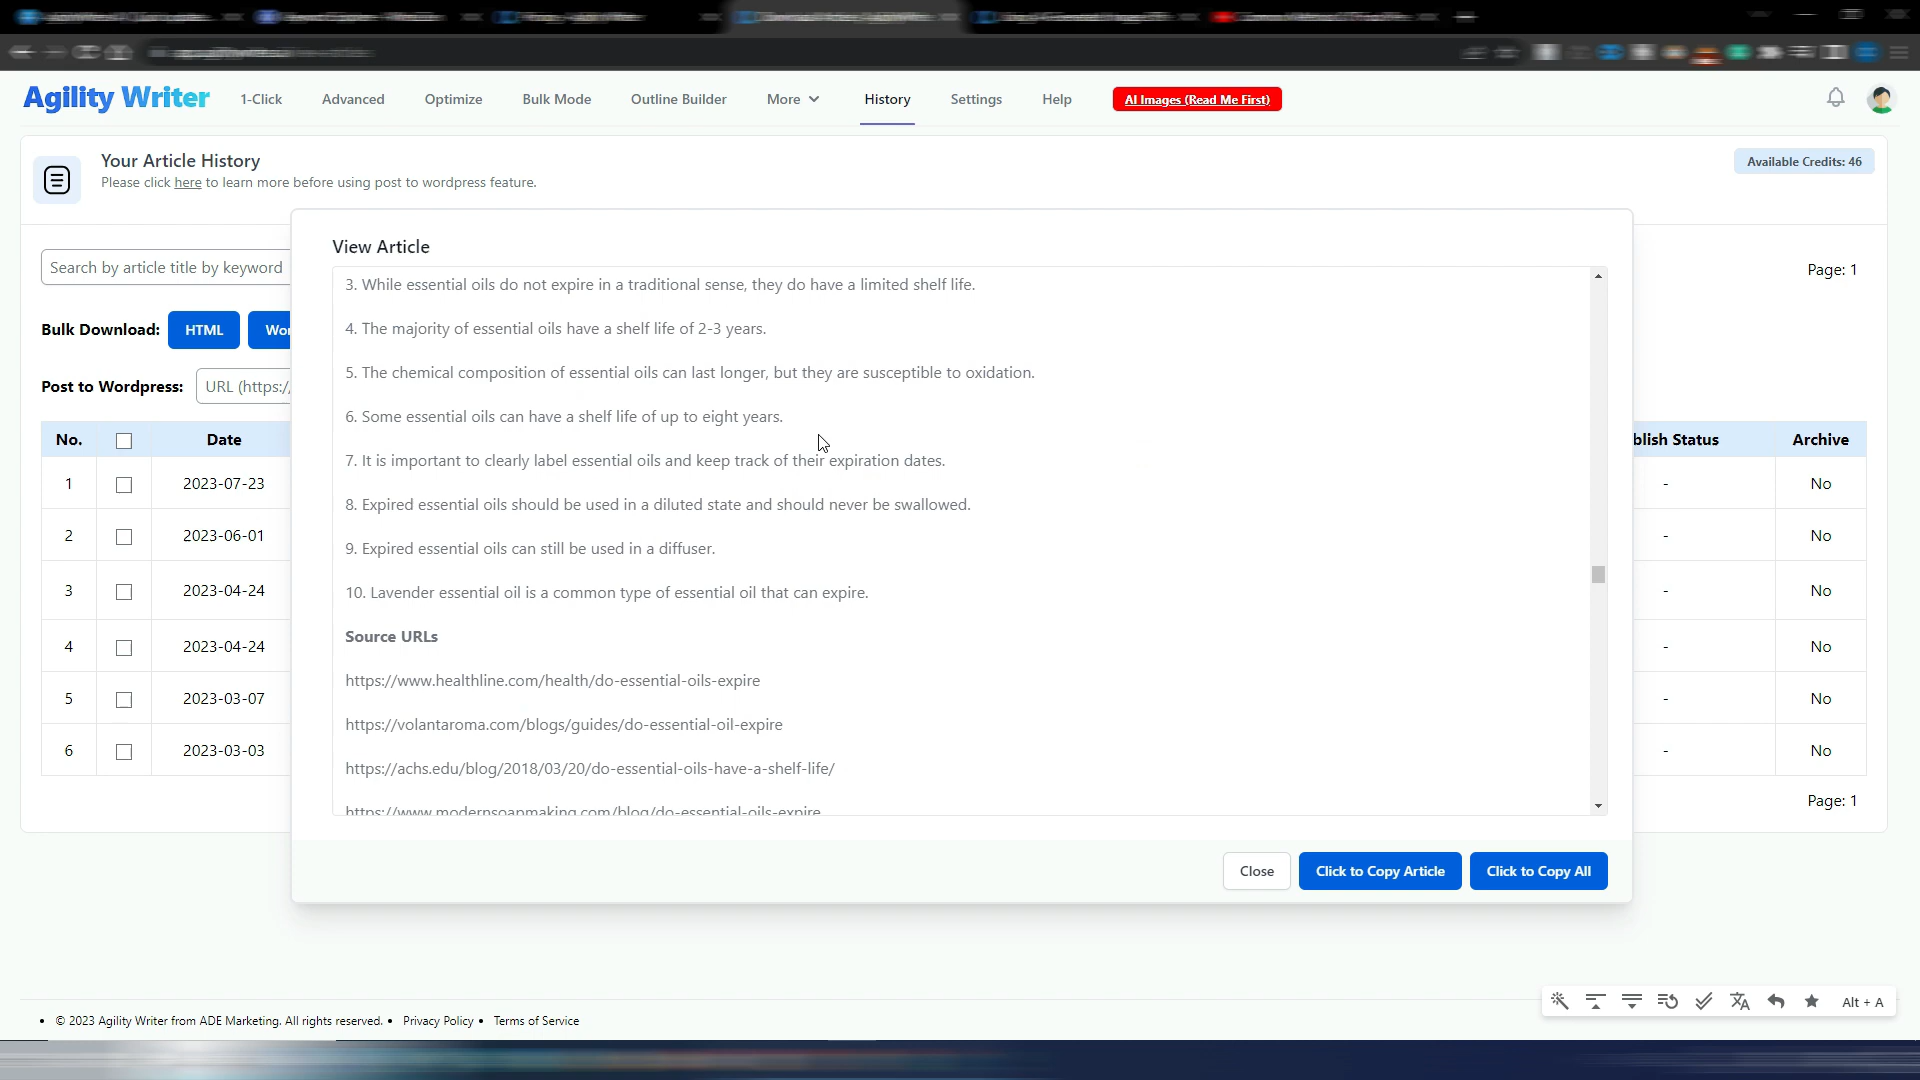 Agility Writer
1-Click
Advanced
Optimize
Bulk Mode
Outline Builder
More
History
Settings
Help
AI Images (Read Me First)
Your Article History
Please click here to learn more before using post to wordpress feature.
Available Credits: 46
Search by article title by keyword
Page: 1
Bulk Download:
HTML
Post to Wordpress:
URL (https:/
View Article
3. While essential oils do not expire in a traditional sense, they do have a limited shelf life.
4. The majority of essential oils have a shelf life of 2-3 years.
5. The chemical composition of essential oils can last longer, but they are susceptible to oxidation.
6. Some essential oils can have a shelf life of up to eight years.
7. It is important to clearly label essential oils and keep track of their expiration dates.
8. Expired essential oils should be used in a diluted state and should never be swallowed.
9. Expired essential oils can still be used in a diffuser.
10. Lavender essential oil is a common type of essential oil that can expire.
Source URLs
https://www.healthline.com/health/do-essential-oils-expire
https://volantaroma.com/blogs/guides/do-essential-oil-expire
https://achs.edu/blog/2018/03/20/do-essential-oils-have-a-shelf-life/
https://www.modernsoapmaking.com/blog/do-essential-oils-expire
Close
Click to Copy Article
Click to Copy All
No. Date blish Status Archive
1 2023-07-23 - No
2 2023-06-01 - No
3 2023-04-24 - No
4 2023-04-24 - No
5 2023-03-07 - No
6 2023-03-03 - No
Page: 1
Alt + A
• © 2023 Agility Writer from ADE Marketing. All rights reserved. • Privacy Policy • Terms of Service